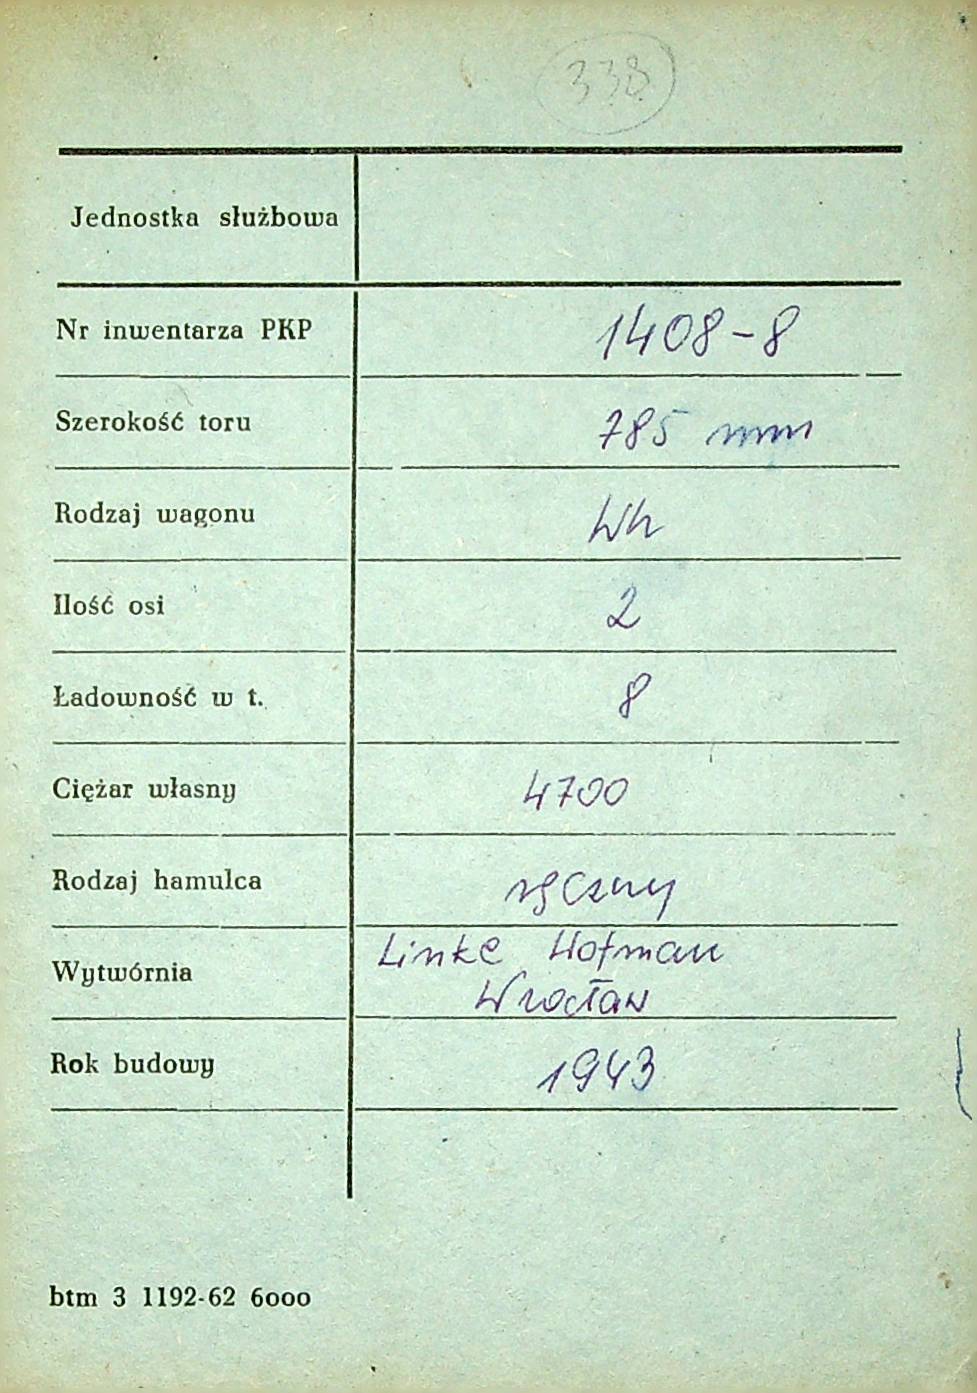 338
Jednostka służbowa
Nr inwentarza PKP 1408-8
Szerokość toru 785 mm
Rodzaj wagonu Wh
Ilość osi 2
Ładowność w t. 8
Ciężar własny 4700
Rodzaj hamulca ręczny
Wytwórnia Linke Hofman
Wrocław
Rok budowy 1943
btm 3 1192-62 6000